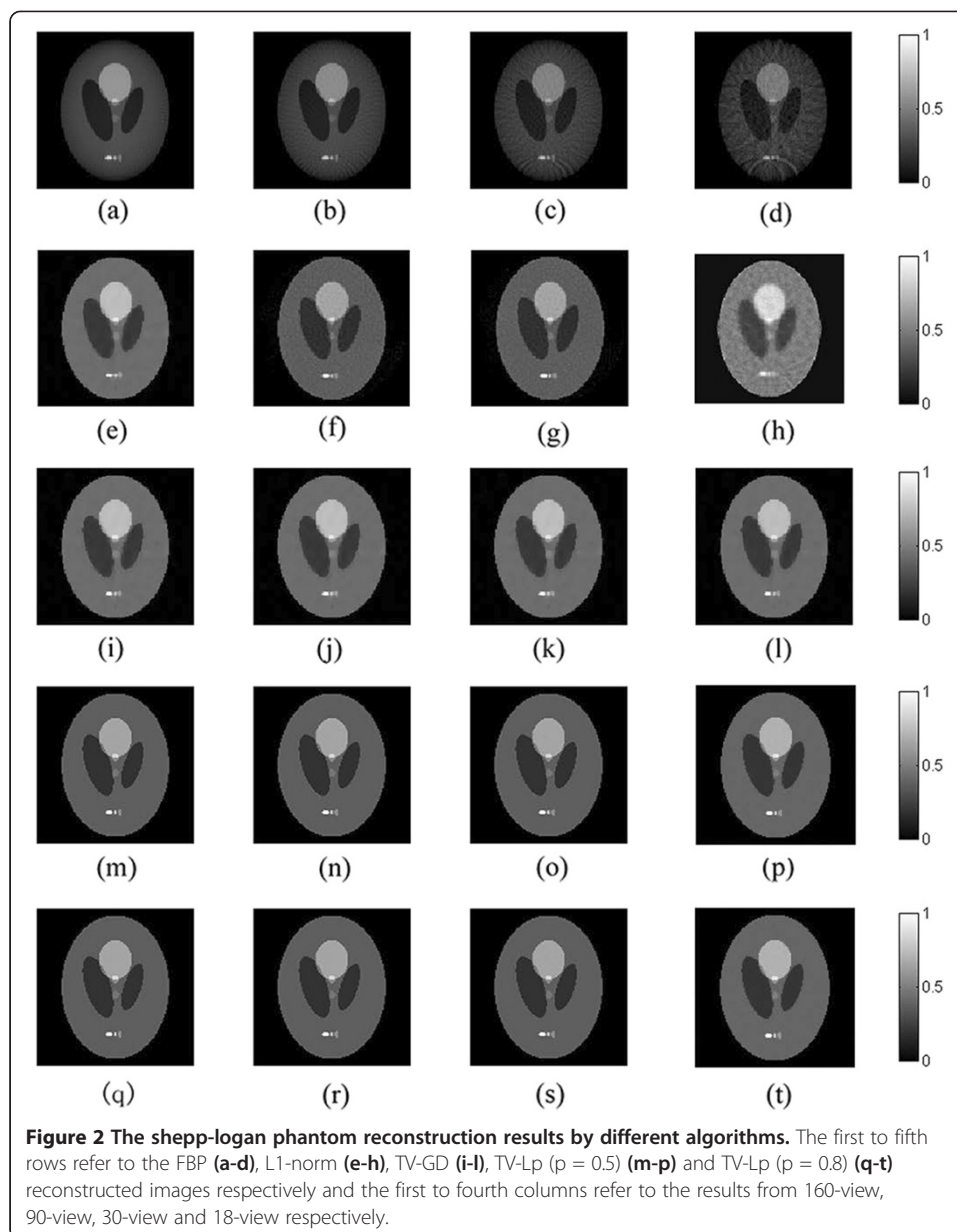 1
0.5
0
(a)
(b)
(c)
(d)
1
0.5
0
(e)
(f)
(g)
(h)
1
0.5
0
(i)
(j)
(k)
(l)
1
0.5
0
(m)
(n)
(o)
(p)
1
0.5
0
(q)
(r)
(s)
(t)
Figure 2 The shepp-logan phantom reconstruction results by different algorithms. The first to fifth
rows refer to the FBP (a-d), L1-norm (e-h), TV-GD (i-l), TV-Lp (p = 0.5) (m-p) and TV-Lp (p = 0.8) (q-t)
reconstructed images respectively and the first to fourth columns refer to the results from 160-view,
90-view, 30-view and 18-view respectively.